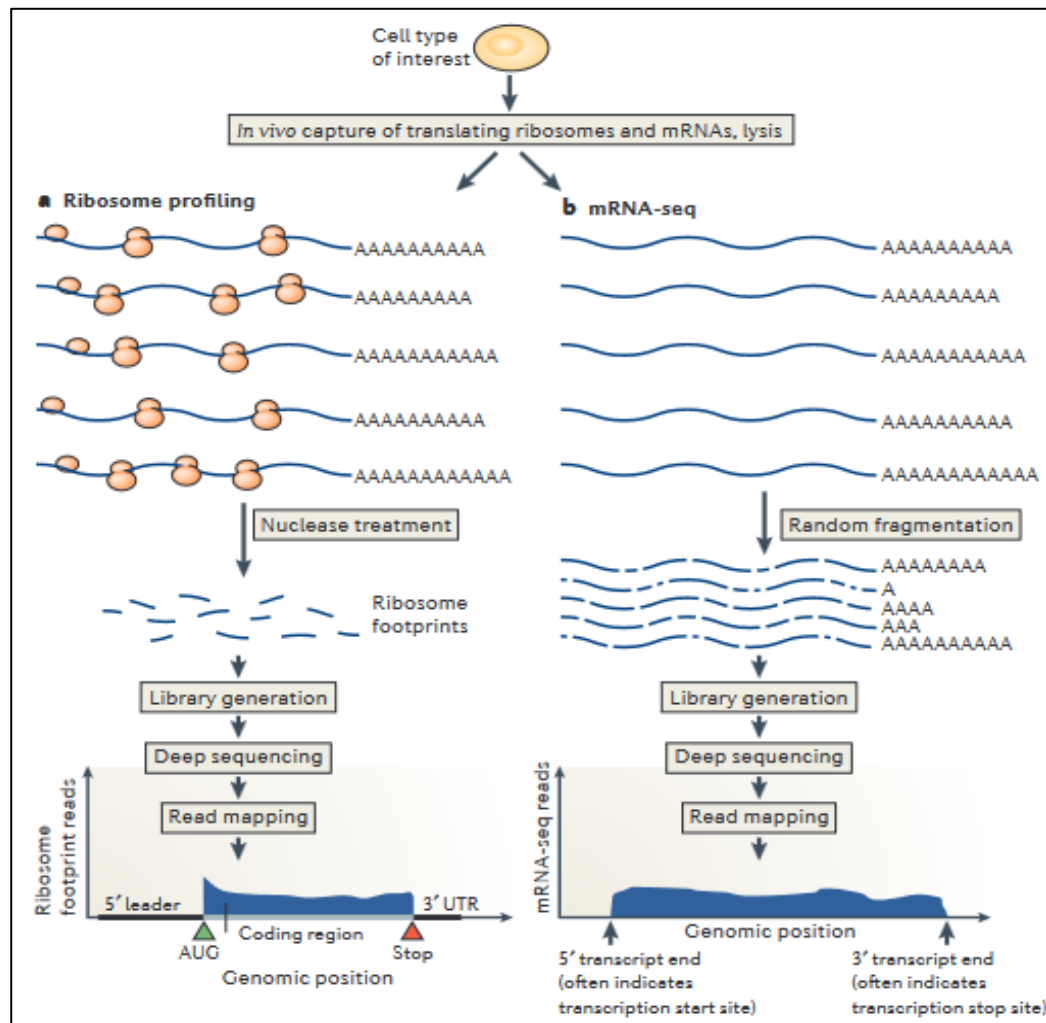 Cell type
of interest
In vivo capture of translating ribosomes and mRNAs, lysis
a Ribosome profiling
AAAAAAAAAA
AAAAAAAAA
AAAAAAAAAAA
AAAAAAAAAA
AAAAAAAAAAAA
Nuclease treatment
Ribosome
footprints
Library generation
Deep sequencing
Read mapping
Ribosome
footprint reads
5′ leader
3′ UTR
Coding region
AUG
Stop
Genomic position
b mRNA-seq
AAAAAAAAAA
AAAAAAAAA
AAAAAAAAAAA
AAAAAAAAAA
AAAAAAAAAAAA
Random fragmentation
AAAAAAAA
A
AAAA
AAA
AAAAAAAAAA
Library generation
Deep sequencing
Read mapping
mRNA-seq reads
Genomic position
5′ transcript end
(often indicates
transcription start site)
3′ transcript end
(often indicates
transcription stop site)